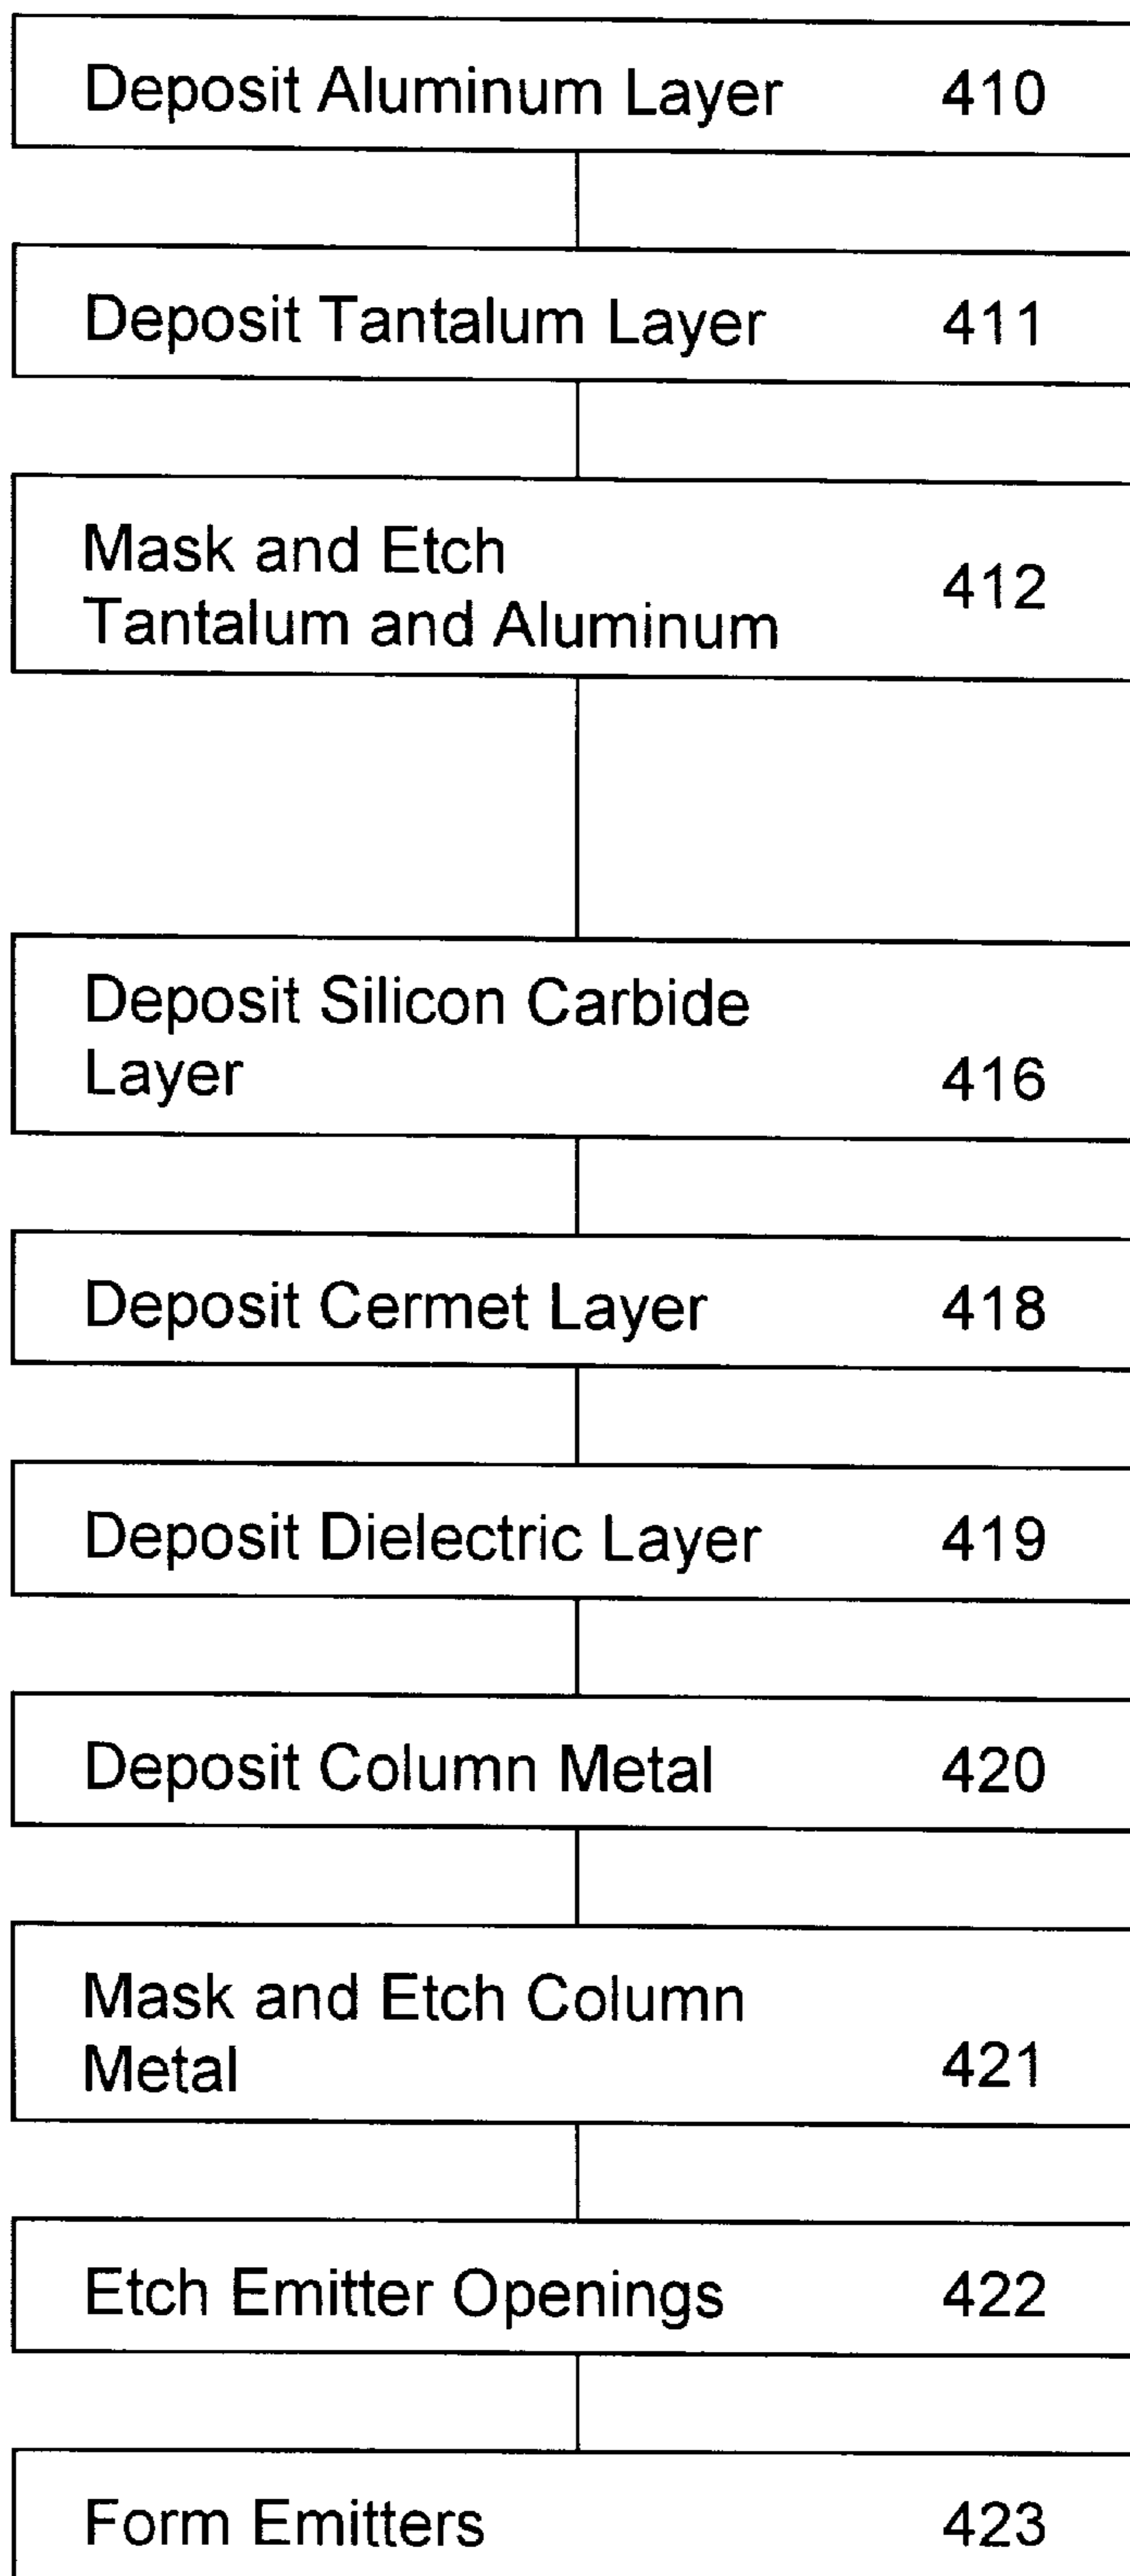 Deposit Aluminum Layer 410
Deposit Tantalum Layer 411
Mask and Etch
Tantalum and Aluminum 412
Deposit Silicon Carbide
Layer 416
Deposit Cermet Layer 418
Deposit Dielectric Layer 419
Deposit Column Metal 420
Mask and Etch Column
Metal 421
Etch Emitter Openings 422
Form Emitters 423